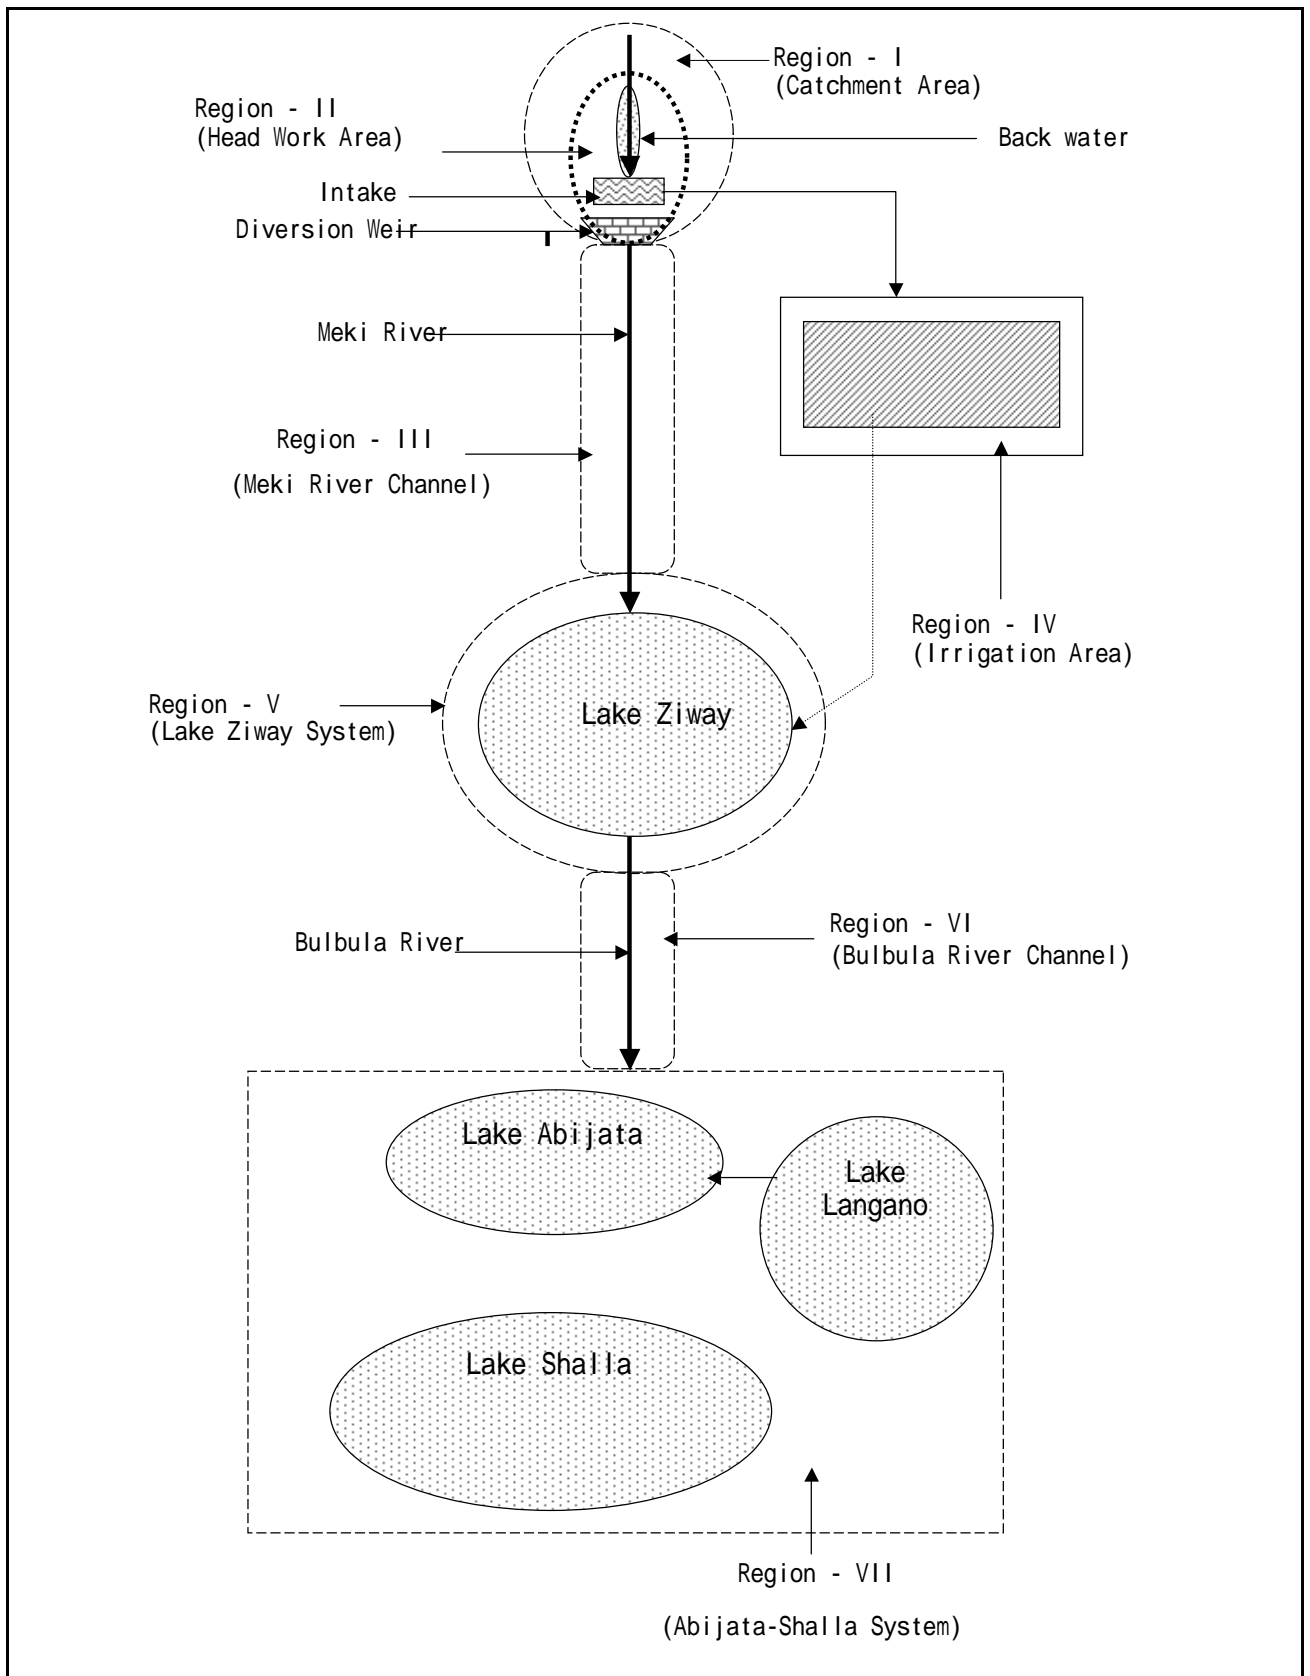 Region - I
(Catchment Area)
Region - II
(Head Work Area)
Back water
Intake
Diversion Weir
Meki River
Region - III
(Meki River Channel)
Region - IV
(Irrigation Area)
Region - V
(Lake Ziway System)
Lake Ziway
Bulbula River
Region - VI
(Bulbula River Channel)
Lake Abijata
Lake
Langano
Lake Shalla
Region - VII
(Abijata-Shalla System)